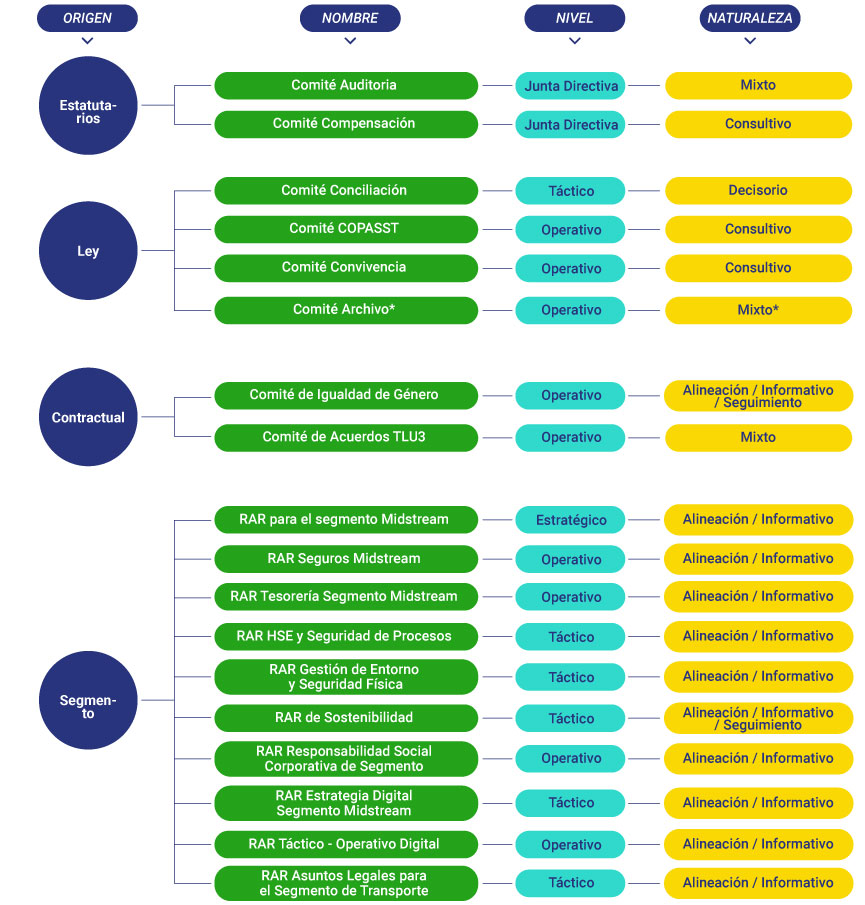 ORIGEN
NOMBRE
NIVEL
NATURALEZA
Estatuta-
rios
Comité Auditoria
Junta Directiva
Mixto
Comité Compensación
Junta Directiva
Consultivo
Ley
Comité Conciliación
Táctico
Decisorio
Comité COPASST
Operativo
Consultivo
Comité Convivencia
Operativo
Consultivo
Comité Archivo*
Operativo
Mixto*
Contractual
Comité de Igualdad de Género
Operativo
Alineación / Informativo
/ Seguimiento
Comité de Acuerdos TLU3
Operativo
Mixto
Segmen-
to
RAR para el segmento Midstream
Estratégico
Alineación / Informativo
RAR Seguros Midstream
Operativo
Alineación / Informativo
RAR Tesorería Segmento Midstream
Operativo
Alineación / Informativo
RAR HSE y Seguridad de Procesos
Táctico
Alineación / Informativo
RAR Gestión de Entorno
y Seguridad Física
Táctico
Alineación / Informativo
RAR de Sostenibilidad
Táctico
Alineación / Informativo
/ Seguimiento
RAR Responsabilidad Social
Corporativa de Segmento
Operativo
Alineación / Informativo
RAR Estrategia Digital
Segmento Midstream
Táctico
Alineación / Informativo
RAR Táctico - Operativo Digital
Operativo
Alineación / Informativo
RAR Asuntos Legales para
el Segmento de Transporte
Táctico
Alineación / Informativo